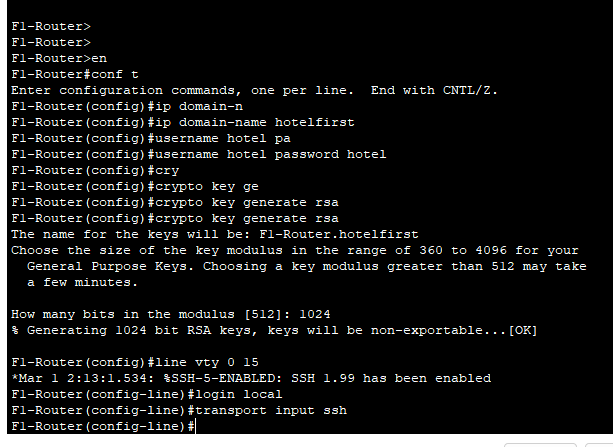 F1-Router>
F1-Router>
F1-Router>en
F1-Router#conf t
Enter configuration commands, one per line.  End with CNTL/Z.
F1-Router(config)#ip domain-n
F1-Router(config)#ip domain-name hotelfirst
F1-Router(config)#username hotel pa
F1-Router(config)#username hotel password hotel
F1-Router(config)#cry
F1-Router(config)#crypto key ge
F1-Router(config)#crypto key generate rsa
F1-Router(config)#crypto key generate rsa
The name for the keys will be: F1-Router.hotelfirst
Choose the size of the key modulus in the range of 360 to 4096 for your
  General Purpose Keys. Choosing a key modulus greater than 512 may take
  a few minutes.
How many bits in the modulus [512]: 1024
% Generating 1024 bit RSA keys, keys will be non-exportable...[OK]
F1-Router(config)#line vty 0 15
*Mar 1 2:13:1.534: %SSH-5-ENABLED: SSH 1.99 has been enabled
F1-Router(config-line)#login local
F1-Router(config-line)#transport input ssh
F1-Router(config-line)#